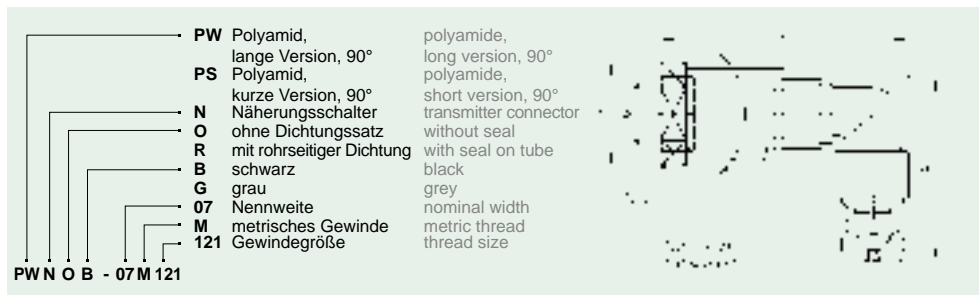 PW Polyamid, polyamide,
lange Version, 90° long version, 90°
PS Polyamid, polyamide,
kurze Version, 90° short version, 90°
N Näherungsschalter transmitter connector
O ohne Dichtungssatz without seal
R mit rohrseitiger Dichtung with seal on tube
B schwarz black
G grau grey
07 Nennweite nominal width
M metrisches Gewinde metric thread
121 Gewindegröße thread size
PW N O B - 07 M 121